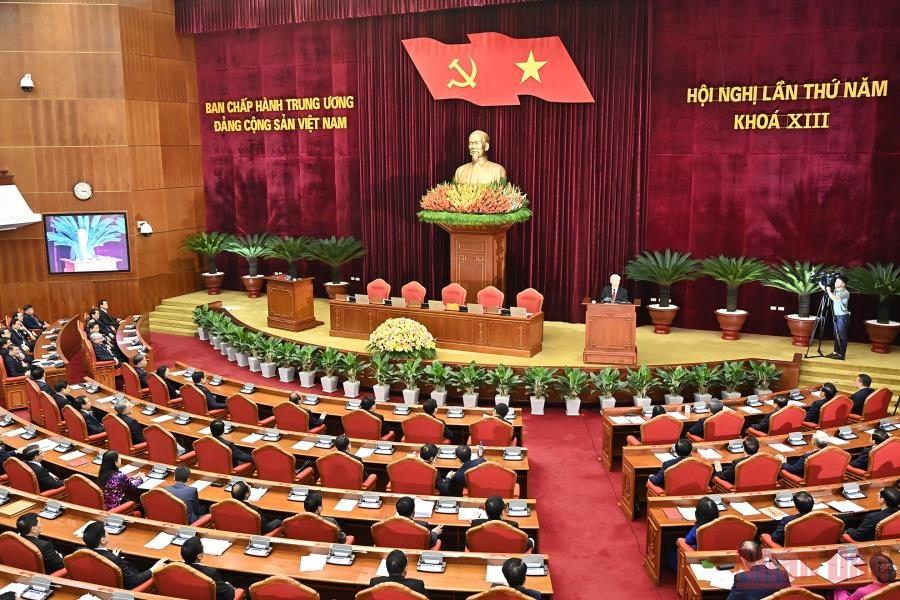 BAN CHẤP HÀNH TRUNG ƯƠNG
ĐẢNG CỘNG SẢN VIỆT NAM
HỘI NGHỊ LẦN THỨ NĂM
KHOÁ XIII